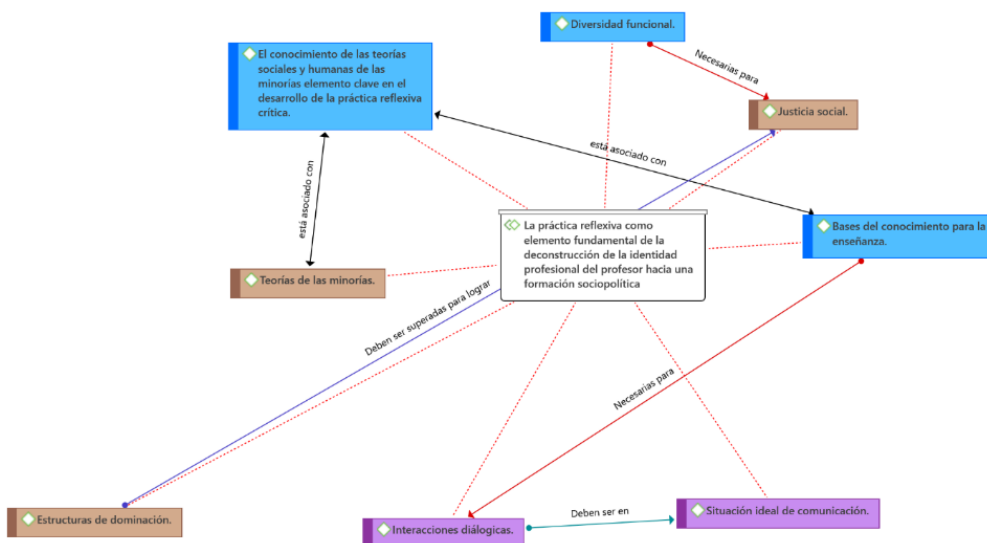 Diversidad funcional.
El conocimiento de las teorías
sociales y humanas de las
minorías elemento clave en el
desarrollo de la práctica reflexiva
crítica.
Necesarias para
Justicia social.
está asociado con
está asociado con
La práctica reflexiva como
elemento fundamental de la
deconstrucción de la identidad
profesional del profesor hacia una
formación sociopolítica
Bases del conocimiento para la
enseñanza.
Teorías de las minorías.
Deben ser superadas para lograr
Necesarias para
Estructuras de dominación.
Interacciones diálogicas.
Deben ser en
Situación ideal de comunicación.